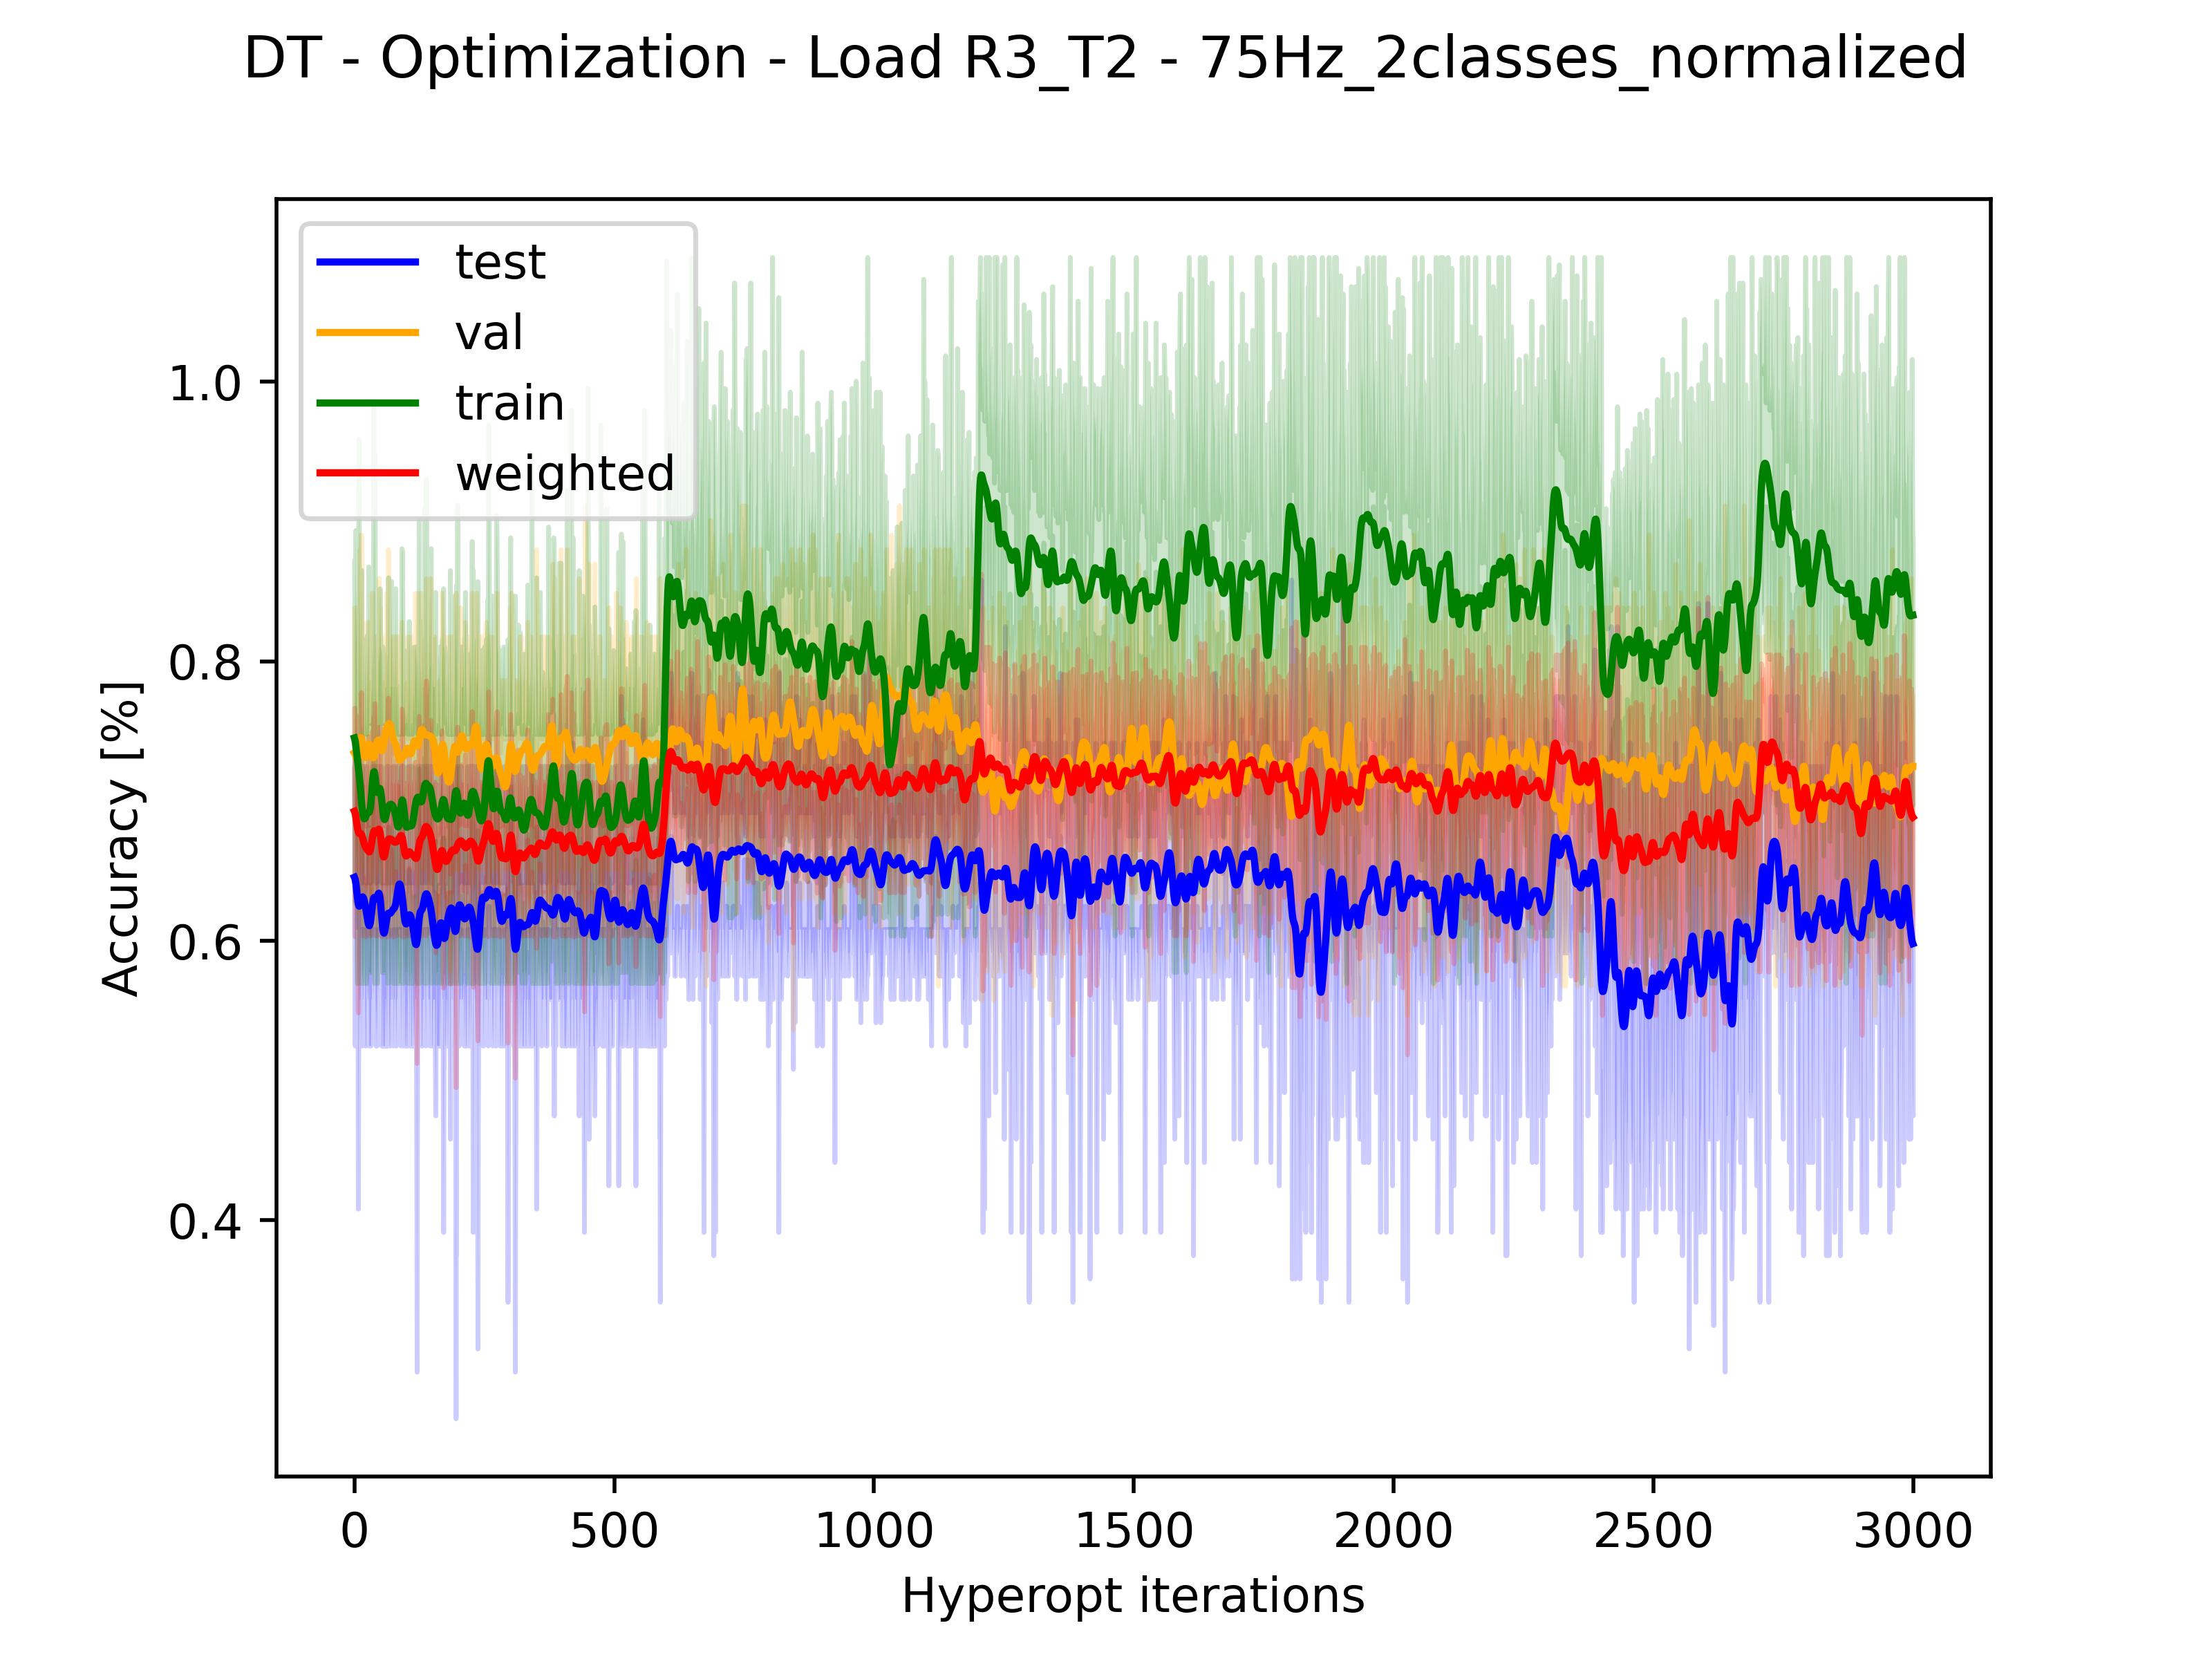 DT - Optimization - Load R3_T2 - 75Hz_2classes_normalized
test
val
train
weighted
1.0
0.8
0.6
0.4
Accuracy [%]
0 500 1000 1500 2000 2500 3000
Hyperopt iterations